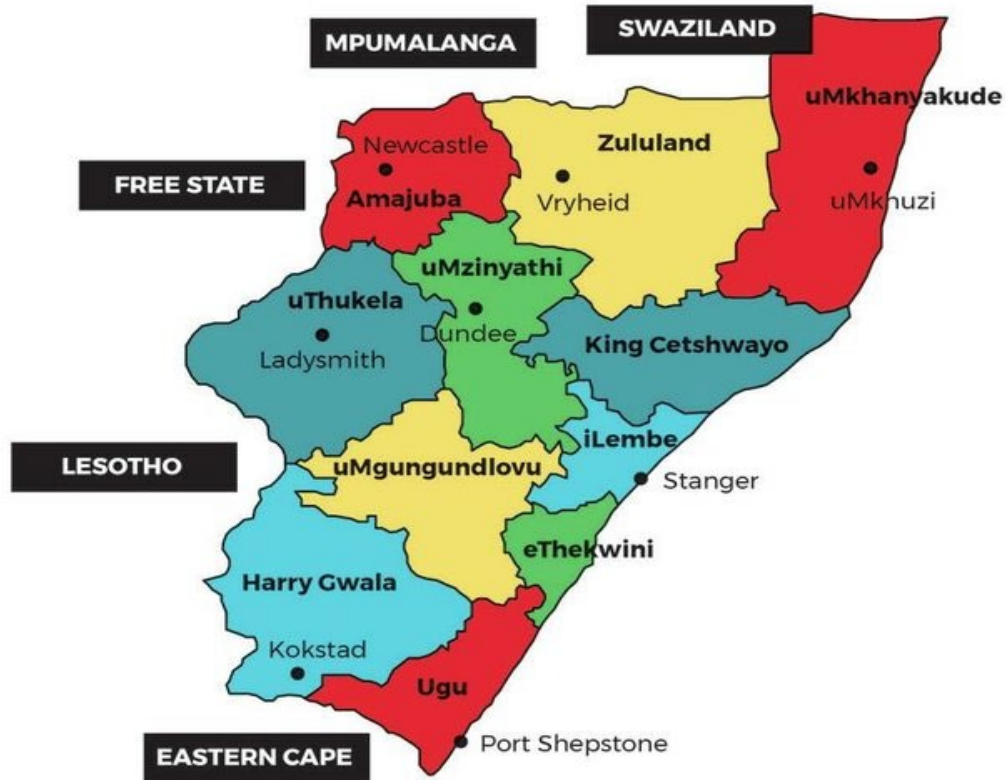 SWAZILAND
MPUMALANGA
uMkhanyakude
Newcastle
Zululand
FREE STATE
Amajuba
Vryheid
uMkhuzi
uMzinyathi
uThukela
Dundee
Ladysmith
King Cetshwayo
iLembe
LESOTHO
uMgungundlovu
Stanger
eThekwini
Harry Gwala
Kokstad
Ugu
EASTERN CAPE
Port Shepstone